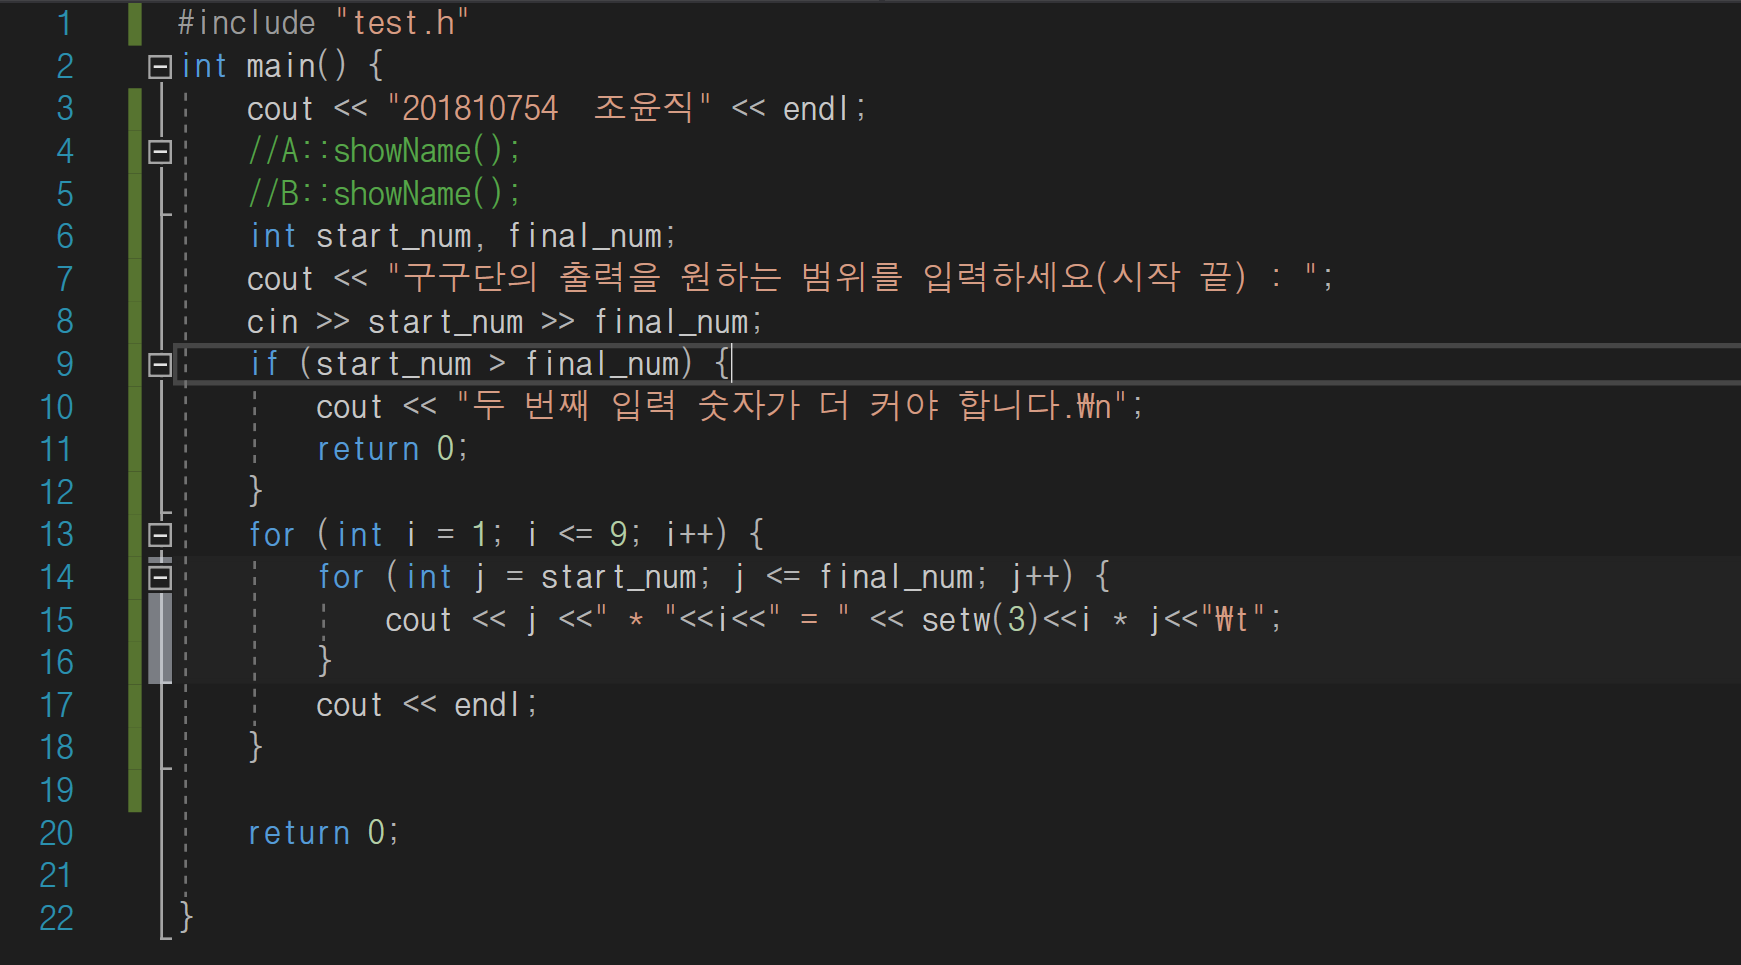 1 #include "test.h"
2 int main() {
3 cout << "201810754  조윤직" << endl;
4 //A::showName();
5 //B::showName();
6 int start_num, final_num;
7 cout << "구구단의 출력을 원하는 범위를 입력하세요(시작 끝) : ";
8 cin >> start_num >> final_num;
9 if (start_num > final_num) {
10 cout << "두 번째 입력 숫자가 더 커야 합니다.₩n";
11 return 0;
12 }
13 for (int i = 1; i <= 9; i++) {
14 for (int j = start_num; j <= final_num; j++) {
15 cout << j <<" * "<<i<<" = " << setw(3)<<i * j<<"₩t";
16 }
17 cout << endl;
18 }
19
20 return 0;
21
22 }